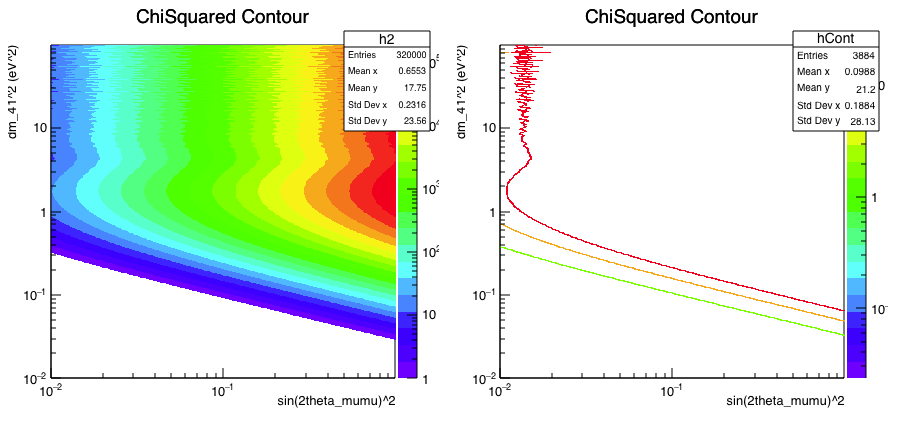 ChiSquared Contour
dm_41^2 (eV^2)
h2
Entries 320000
Mean x 0.6553
Mean y 17.75
Std Dev x 0.2316
Std Dev y 23.56
10
1
10⁻¹
10⁻²
10⁻² 10⁻¹
sin(2theta_mumu)^2
10³
10²
10
1
ChiSquared Contour
dm_41^2 (eV^2)
hCont
Entries 3884
Mean x 0.0988
Mean y 21.2
Std Dev x 0.1884
Std Dev y 28.13
10
1
10⁻¹
10⁻²
10⁻² 10⁻¹
sin(2theta_mumu)^2
1
10⁻